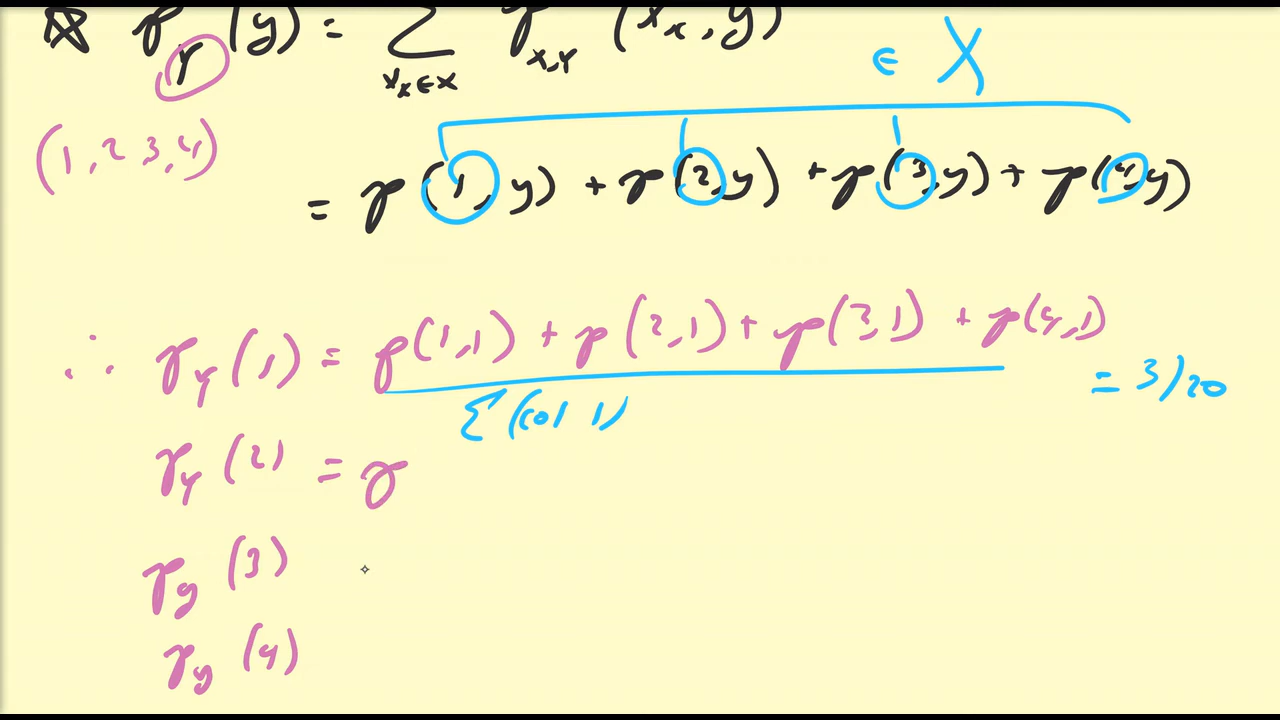 ☆ p_Y (y) = Σ_{x_x ∈ X} p_{X,Y} (x_x, y)
∈ X
(1, 2 3, 4)
= p(1, y) + p(2, y) + p(3, y) + p(4, y)
∴ p_Y (1) = p(1,1) + p(2,1) + p(3,1) + p(4,1)
= 3/20
Σ (col 1)
p_Y (2) = p
p_y (3)
p_y (4)